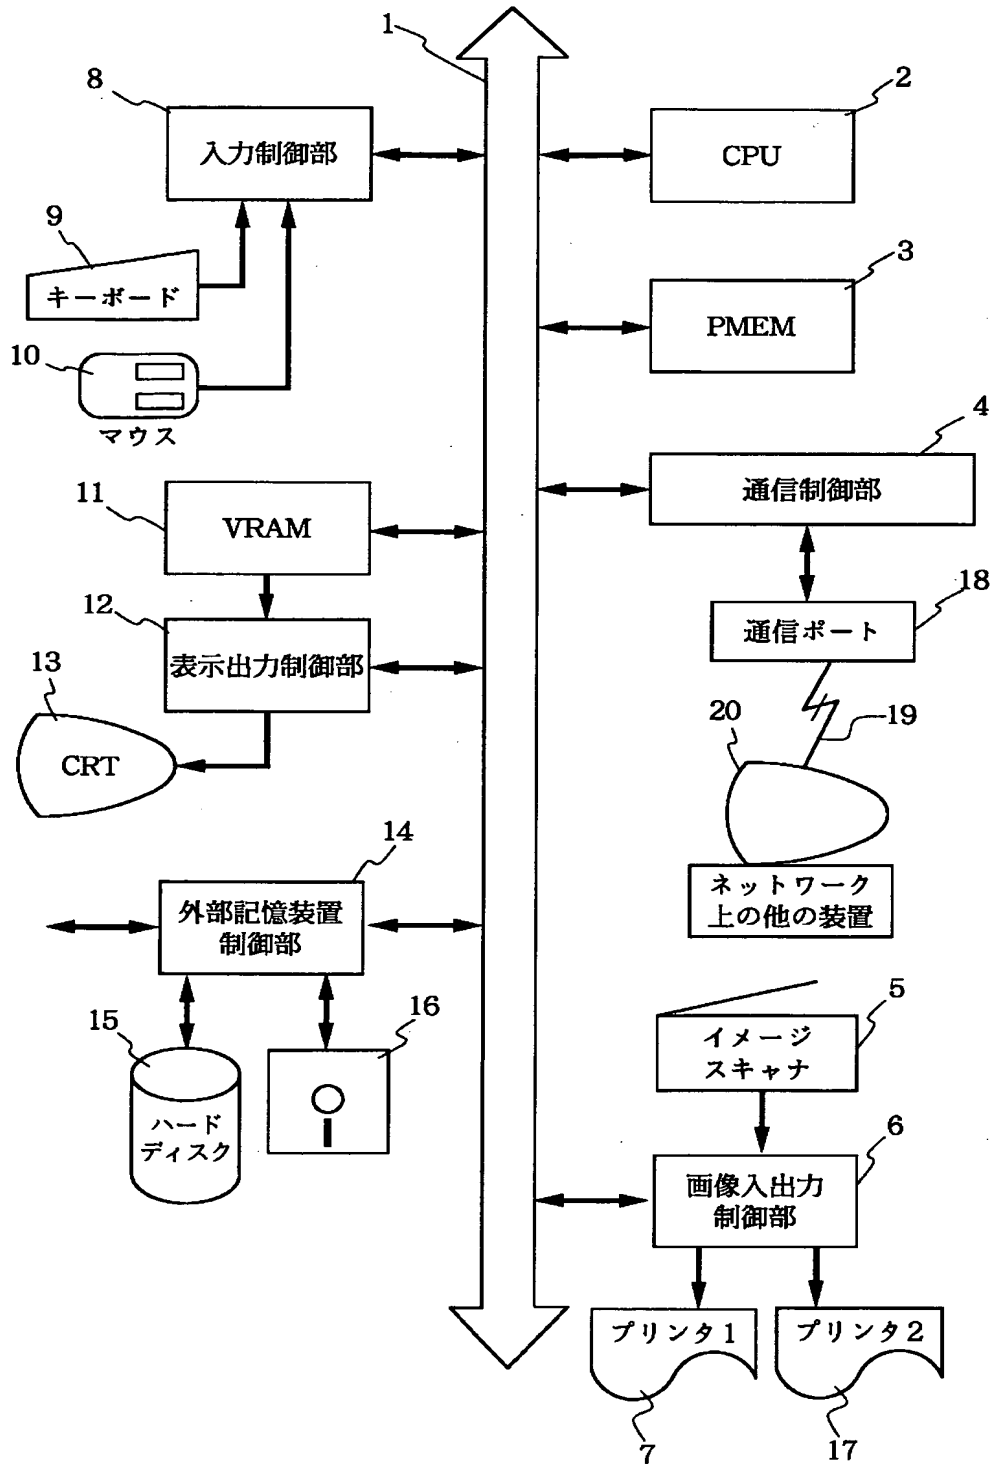 1
8
入力制御部
2
CPU
9
キーボード
3
PMEM
10
マウス
4
通信制御部
11
VRAM
18
通信ポート
12
表示出力制御部
13
CRT
19
20
ネットワーク
上の他の装置
14
外部記憶装置
制御部
15
ハード
ディスク
16
5
イメージ
スキャナ
6
画像入出力
制御部
プリンタ1
プリンタ2
7
17